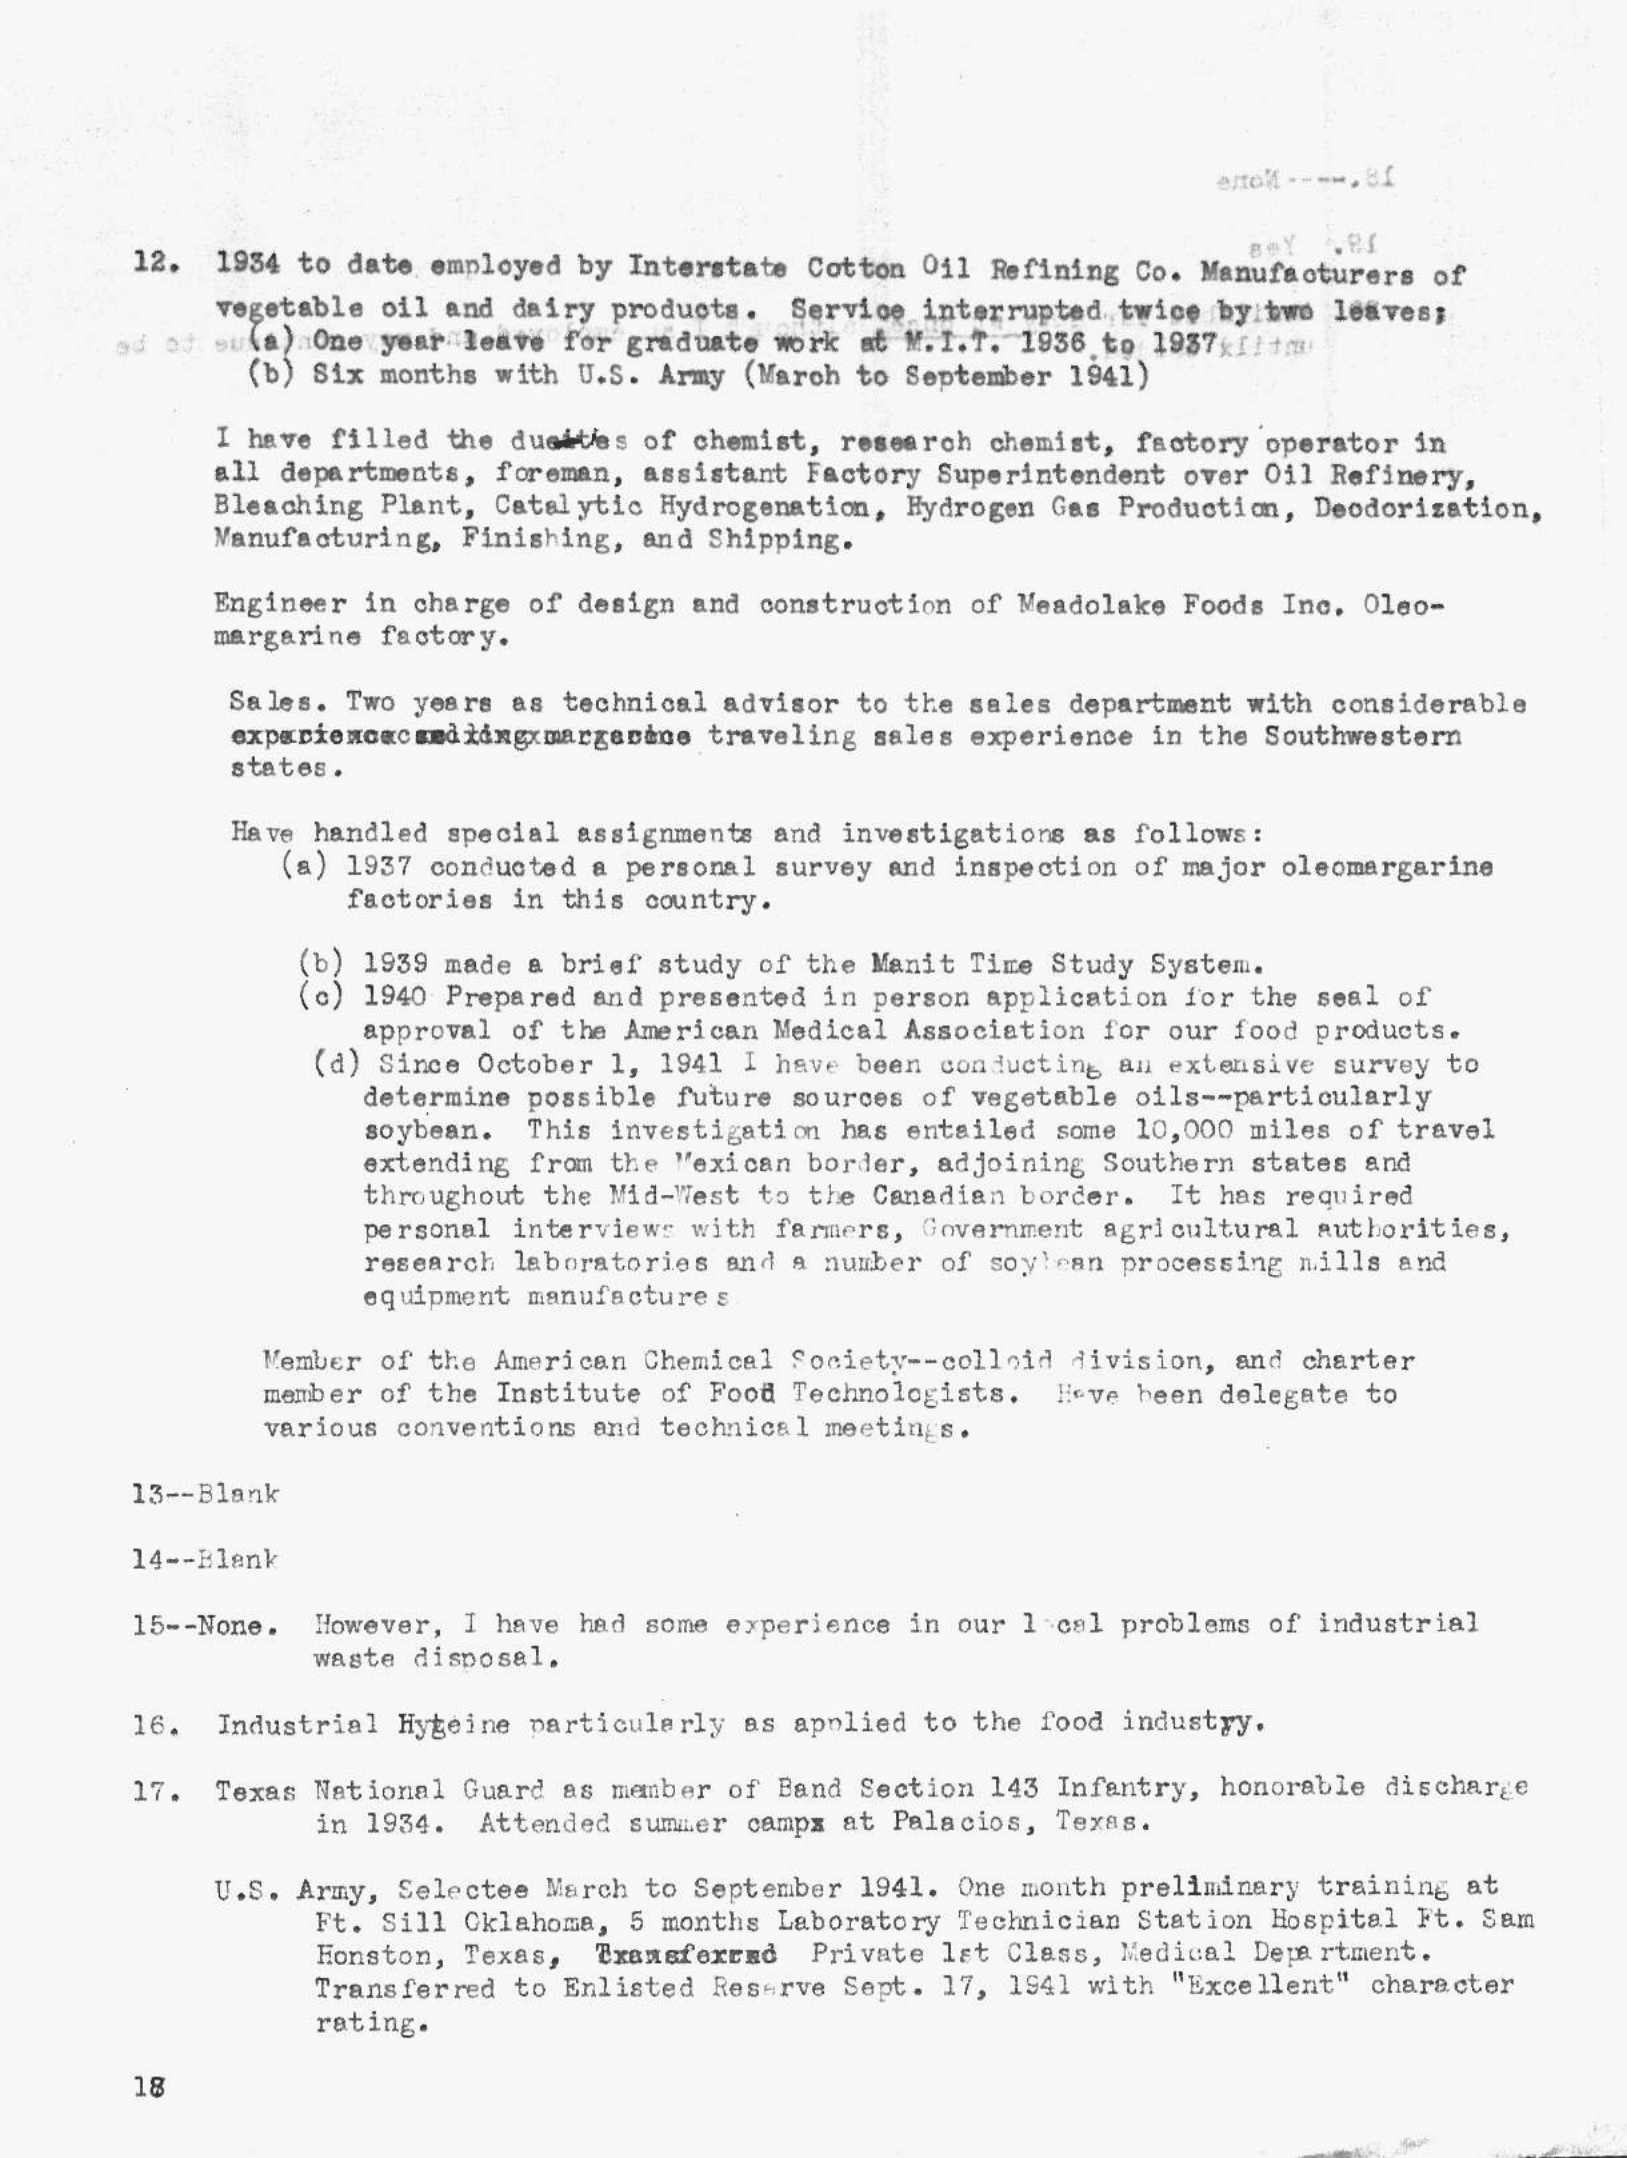 18.----None
19. Yes
12. 1934 to date employed by Interstate Cotton Oil Refining Co. Manufacturers of
vegetable oil and dairy products. Service interrupted twice by two leaves;
(a) One year leave for graduate work at M.I.T. 1936 to 1937
(b) Six months with U.S. Army (March to September 1941)
I have filled the duties of chemist, research chemist, factory operator in
all departments, foreman, assistant Factory Superintendent over Oil Refinery,
Bleaching Plant, Catalytic Hydrogenation, Hydrogen Gas Production, Deodorization,
Manufacturing, Finishing, and Shipping.
Engineer in charge of design and construction of Meadolake Foods Inc. Oleo-
margarine factory.
Sales. Two years as technical advisor to the sales department with considerable
traveling sales experience in the Southwestern
states.
Have handled special assignments and investigations as follows:
(a) 1937 conducted a personal survey and inspection of major oleomargarine
factories in this country.
(b) 1939 made a brief study of the Manit Time Study System.
(c) 1940 Prepared and presented in person application for the seal of
approval of the American Medical Association for our food products.
(d) Since October 1, 1941 I have been conducting an extensive survey to
determine possible future sources of vegetable oils--particularly
soybean. This investigation has entailed some 10,000 miles of travel
extending from the Mexican border, adjoining Southern states and
throughout the Mid-West to the Canadian border. It has required
personal interviews with farmers, Government agricultural authorities,
research laboratories and a number of soybean processing mills and
equipment manufactures
Member of the American Chemical Society--colloid division, and charter
member of the Institute of Food Technologists. Have been delegate to
various conventions and technical meetings.
13--Blank
14--Blank
15--None. However, I have had some experience in our local problems of industrial
waste disposal.
16. Industrial Hygeine particularly as applied to the food industry.
17. Texas National Guard as member of Band Section 143 Infantry, honorable discharge
in 1934. Attended summer camp at Palacios, Texas.
U.S. Army, Selectee March to September 1941. One month preliminary training at
Ft. Sill Oklahoma, 5 months Laboratory Technician Station Hospital Ft. Sam
Honston, Texas, Private 1st Class, Medical Department.
Transferred to Enlisted Reserve Sept. 17, 1941 with "Excellent" character
rating.
18